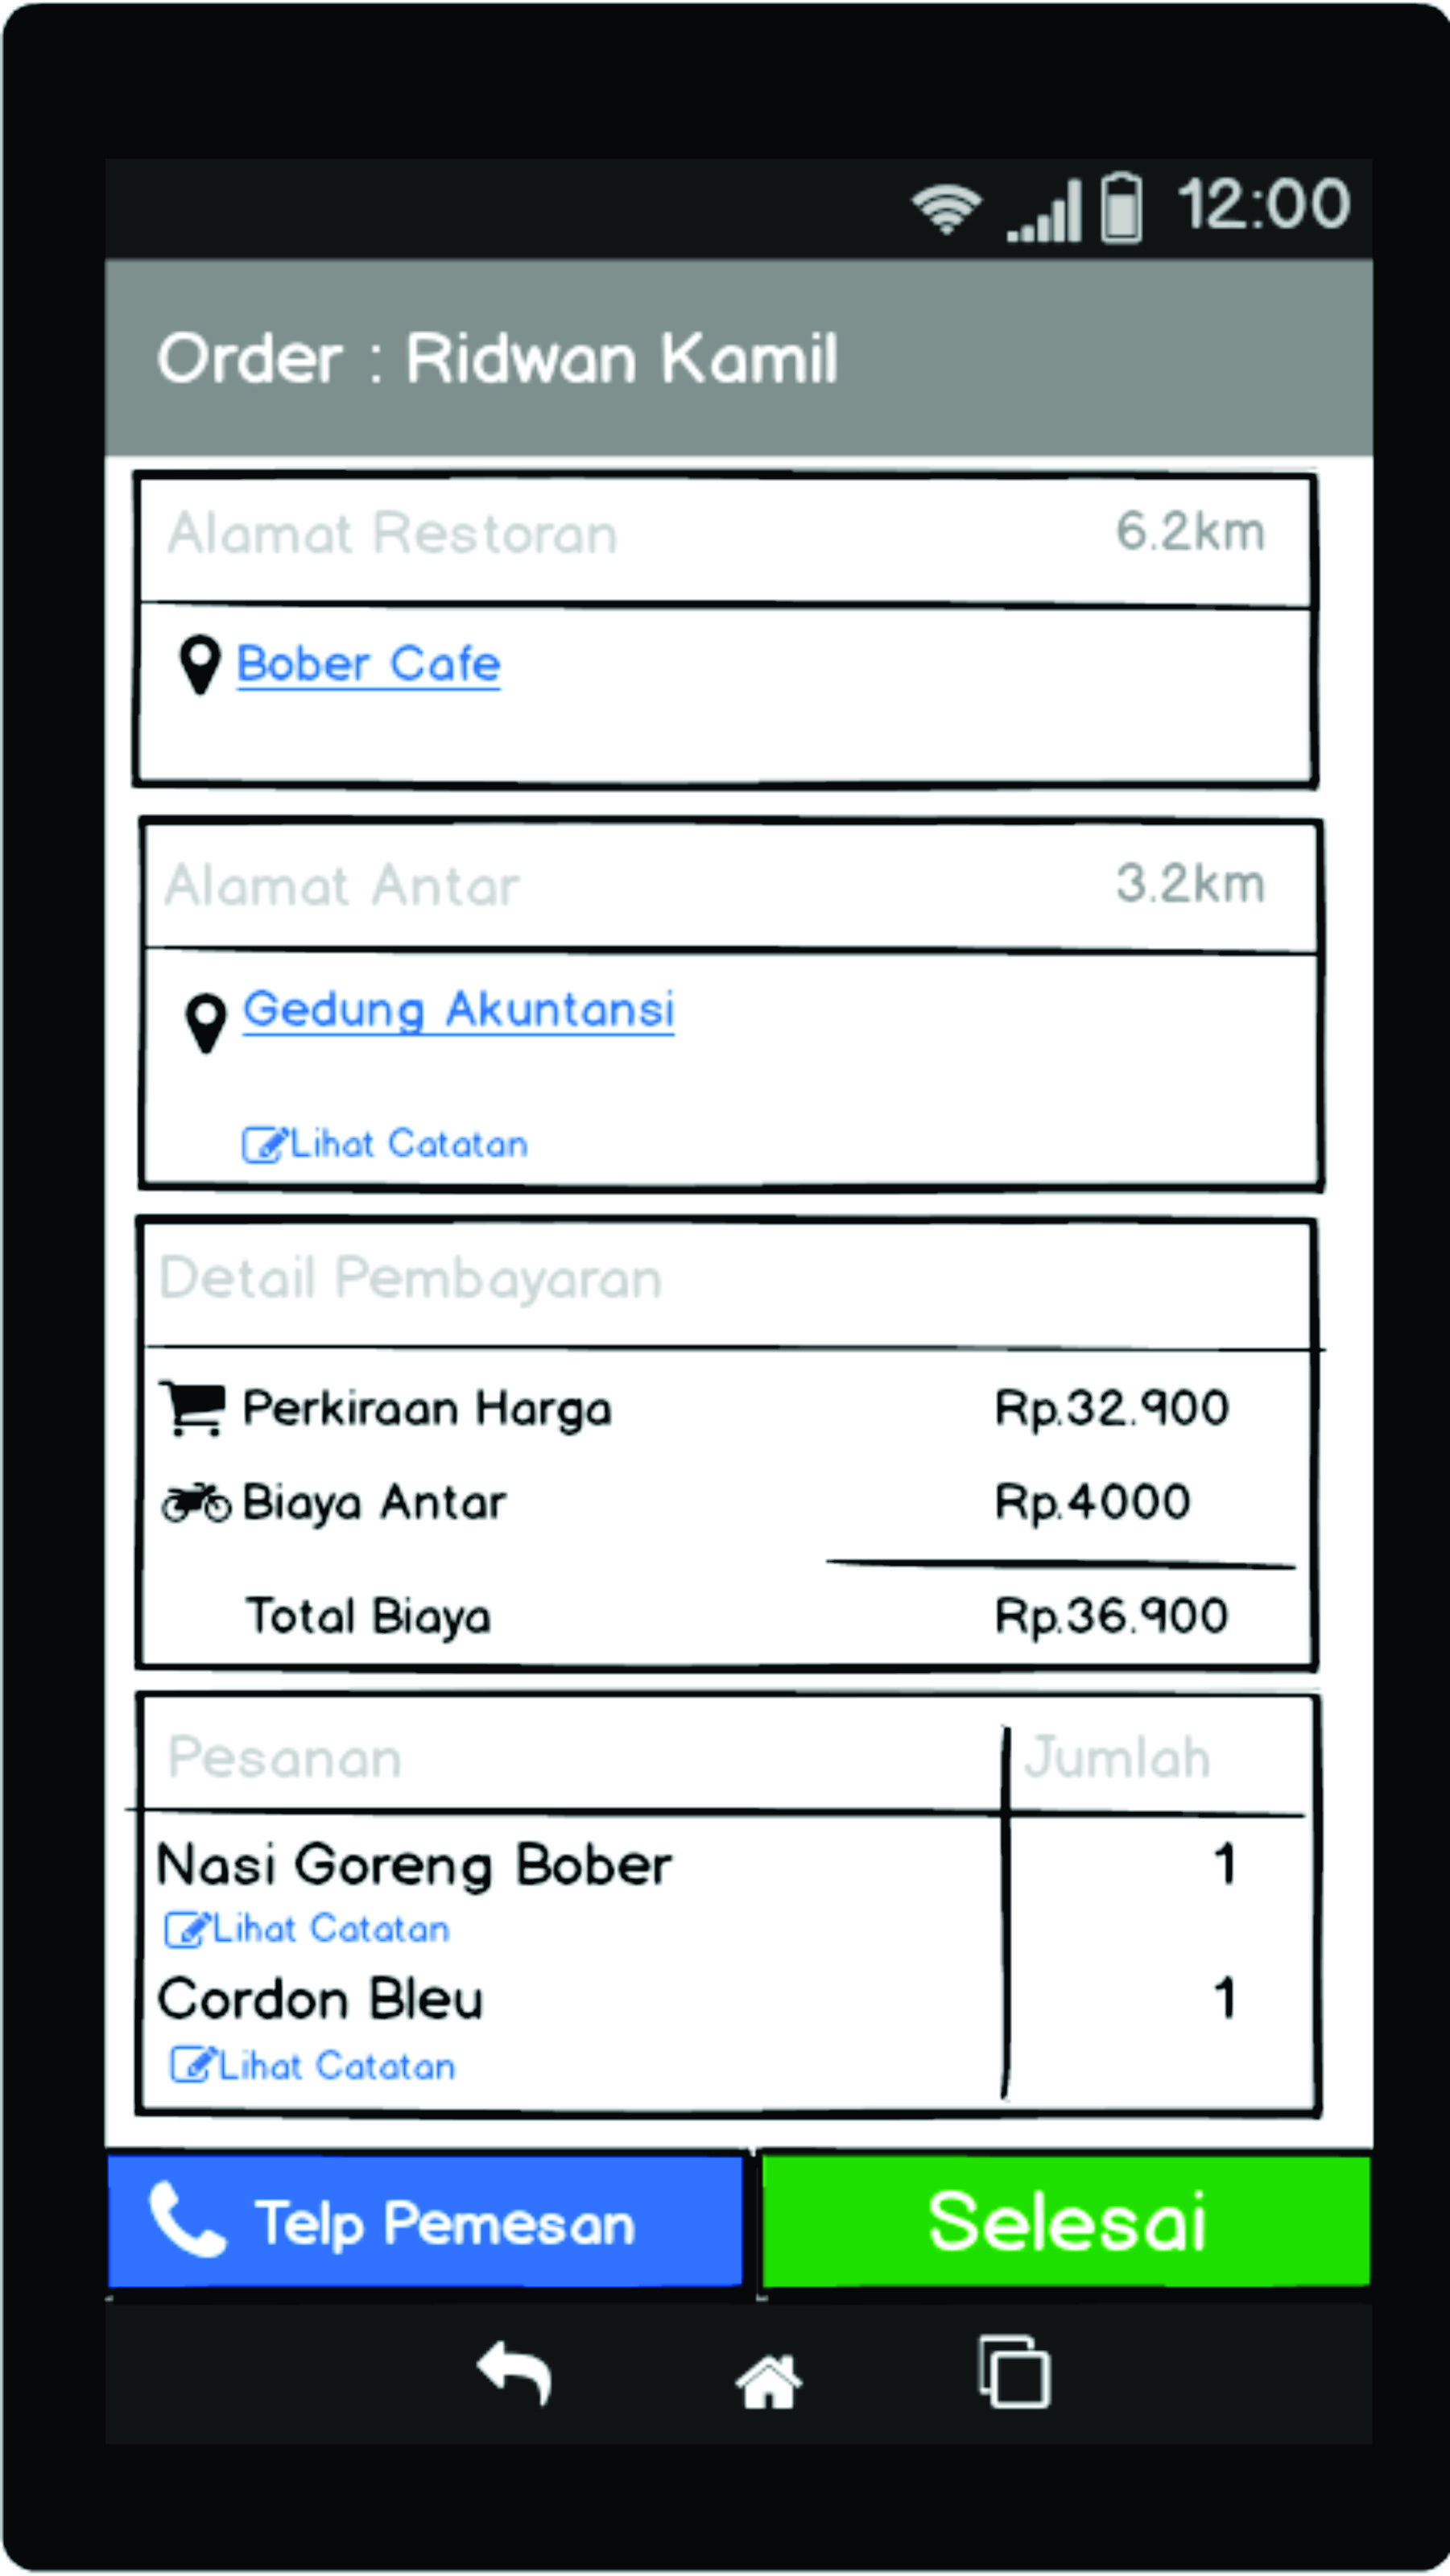 12:00
Order : Ridwan Kamil
Alamat Restoran 6.2km
Bober Cafe
Alamat Antar 3.2km
Gedung Akuntansi
Lihat Catatan
Detail Pembayaran
Perkiraan Harga Rp.32.900
Biaya Antar Rp.4000
Total Biaya Rp.36.900
Pesanan Jumlah
Nasi Goreng Bober 1
Lihat Catatan
Cordon Bleu 1
Lihat Catatan
Telp Pemesan Selesai